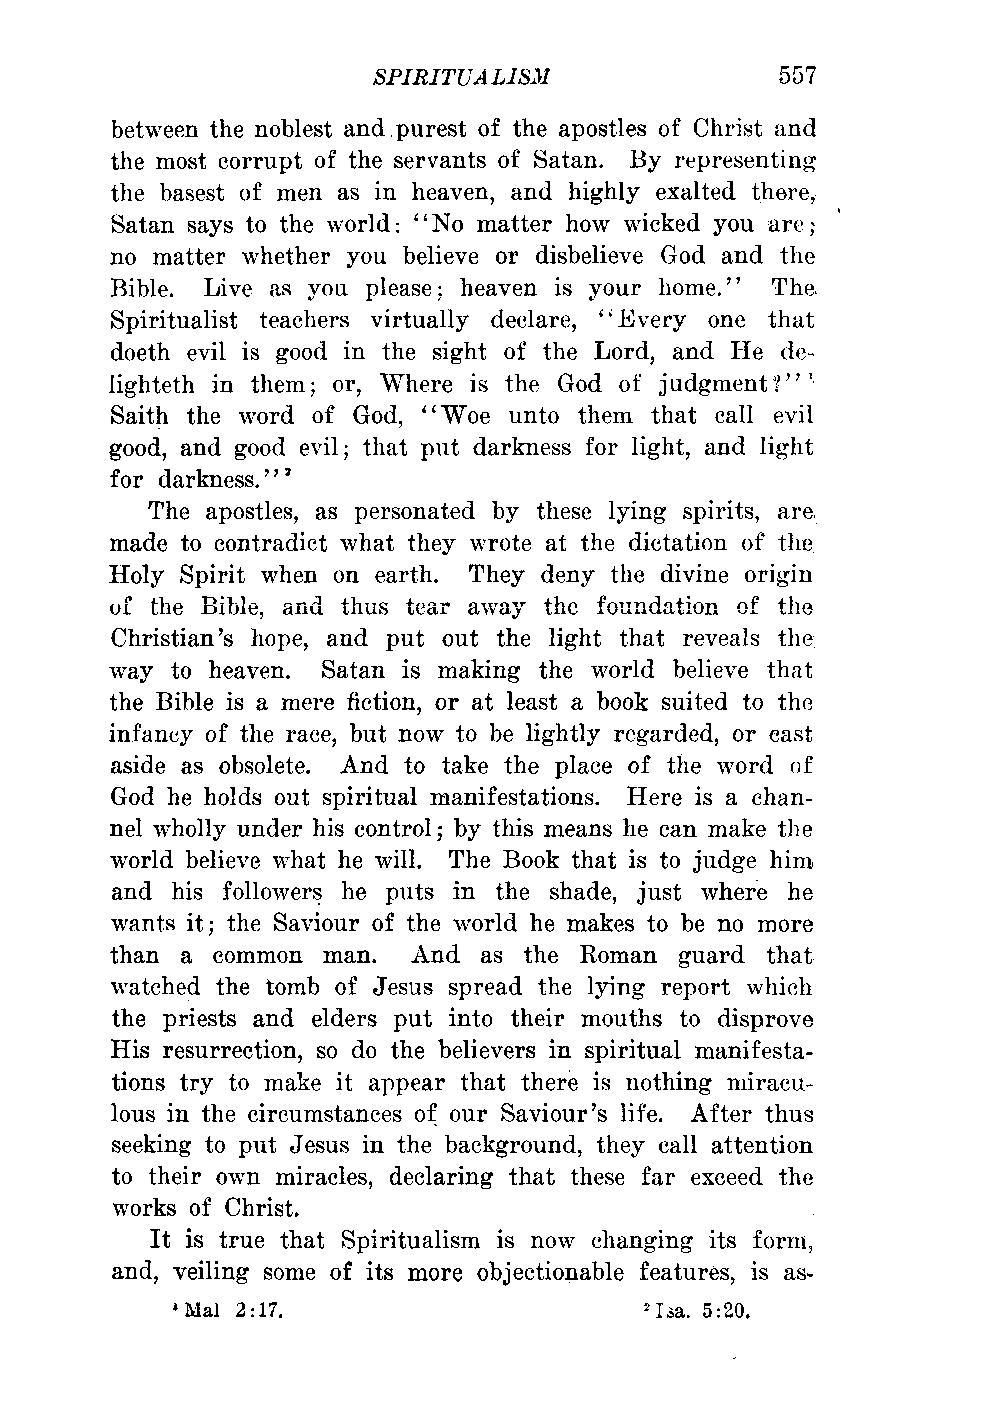 SPIRITUALISM 557
between the noblest and purest of the apostles of Christ and
the most corrupt of the servants of Satan. By representing
the basest of men as in heaven, and highly exalted there,
Satan says to the world: "No matter how wicked you are;
no matter whether you believe or disbelieve God and the
Bible. Live as you please; heaven is your home." The
Spiritualist teachers virtually declare, "Every one that
doeth evil is good in the sight of the Lord, and He de-
lighteth in them; or, Where is the God of judgment?"¹
Saith the word of God, "Woe unto them that call evil
good, and good evil; that put darkness for light, and light
for darkness."²
The apostles, as personated by these lying spirits, are
made to contradict what they wrote at the dictation of the
Holy Spirit when on earth. They deny the divine origin
of the Bible, and thus tear away the foundation of the
Christian's hope, and put out the light that reveals the
way to heaven. Satan is making the world believe that
the Bible is a mere fiction, or at least a book suited to the
infancy of the race, but now to be lightly regarded, or cast
aside as obsolete. And to take the place of the word of
God he holds out spiritual manifestations. Here is a chan-
nel wholly under his control; by this means he can make the
world believe what he will. The Book that is to judge him
and his followers he puts in the shade, just where he
wants it; the Saviour of the world he makes to be no more
than a common man. And as the Roman guard that
watched the tomb of Jesus spread the lying report which
the priests and elders put into their mouths to disprove
His resurrection, so do the believers in spiritual manifesta-
tions try to make it appear that there is nothing miracu-
lous in the circumstances of our Saviour's life. After thus
seeking to put Jesus in the background, they call attention
to their own miracles, declaring that these far exceed the
works of Christ.
It is true that Spiritualism is now changing its form,
and, veiling some of its more objectionable features, is as-
¹ Mal 2:17. ² Isa. 5:20.